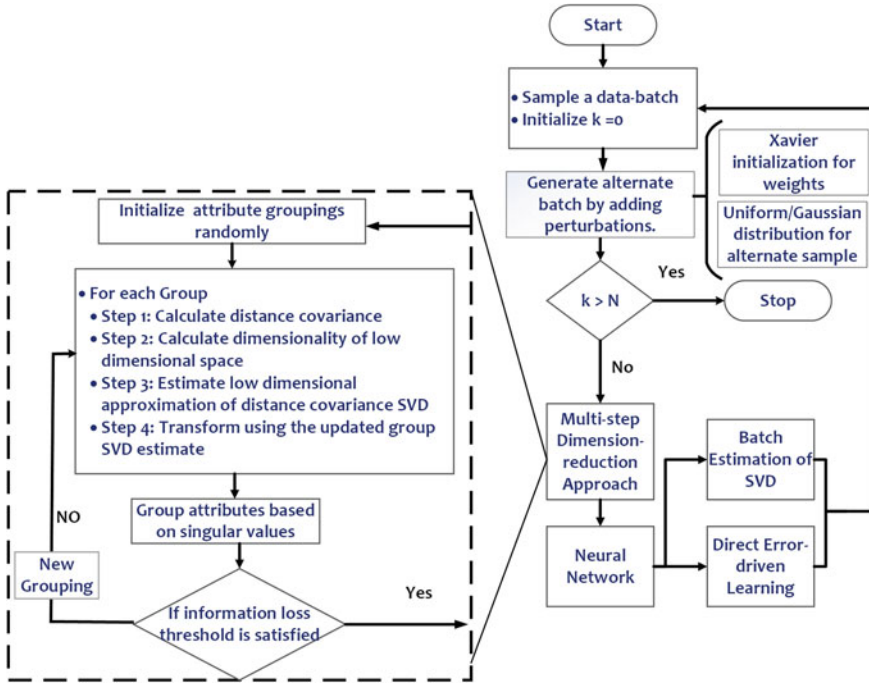 Start
• Sample a data-batch
• Initialize k =0
Xavier
initialization for
weights
Generate alternate
batch by adding
perturbations.
Uniform/Gaussian
distribution for
alternate sample
Yes
k > N
Stop
No
Multi-step
Dimension-
reduction
Approach
Batch
Estimation of
SVD
Neural
Network
Direct Error-
driven
Learning
Initialize attribute groupings
randomly
• For each Group
• Step 1: Calculate distance covariance
• Step 2: Calculate dimensionality of low
dimensional space
• Step 3: Estimate low dimensional
approximation of distance covariance SVD
• Step 4: Transform using the updated group
SVD estimate
Group attributes based
on singular values
NO
New
Grouping
If information loss
threshold is satisfied
Yes